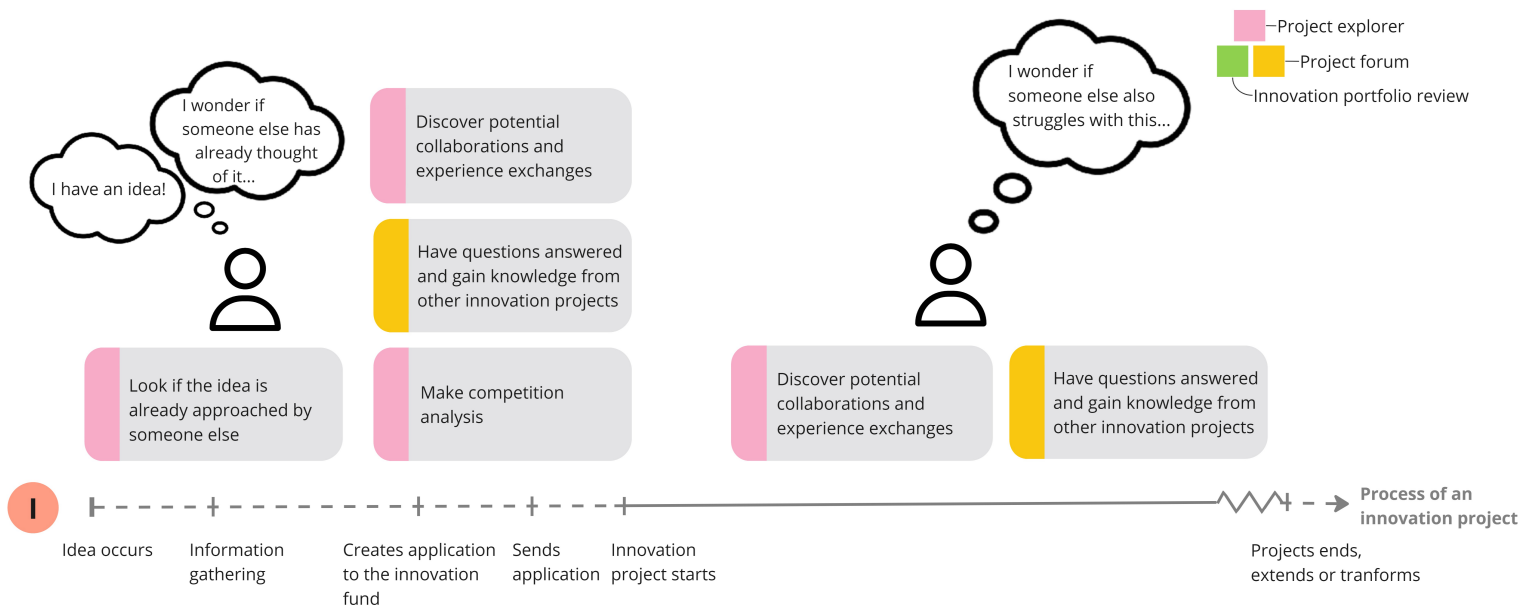 Project explorer
Project forum
Innovation portfolio review
I have an idea!
I wonder if
someone else has
already thought
of it...
Discover potential
collaborations and
experience exchanges
Have questions answered
and gain knowledge from
other innovation projects
Look if the idea is
already approached by
someone else
Make competition
analysis
I wonder if
someone else also
struggles with this...
Discover potential
collaborations and
experience exchanges
Have questions answered
and gain knowledge from
other innovation projects
I
Process of an
innovation project
Idea occurs
Information
gathering
Creates application
to the innovation
fund
Sends
application
Innovation
project starts
Projects ends,
extends or tranforms